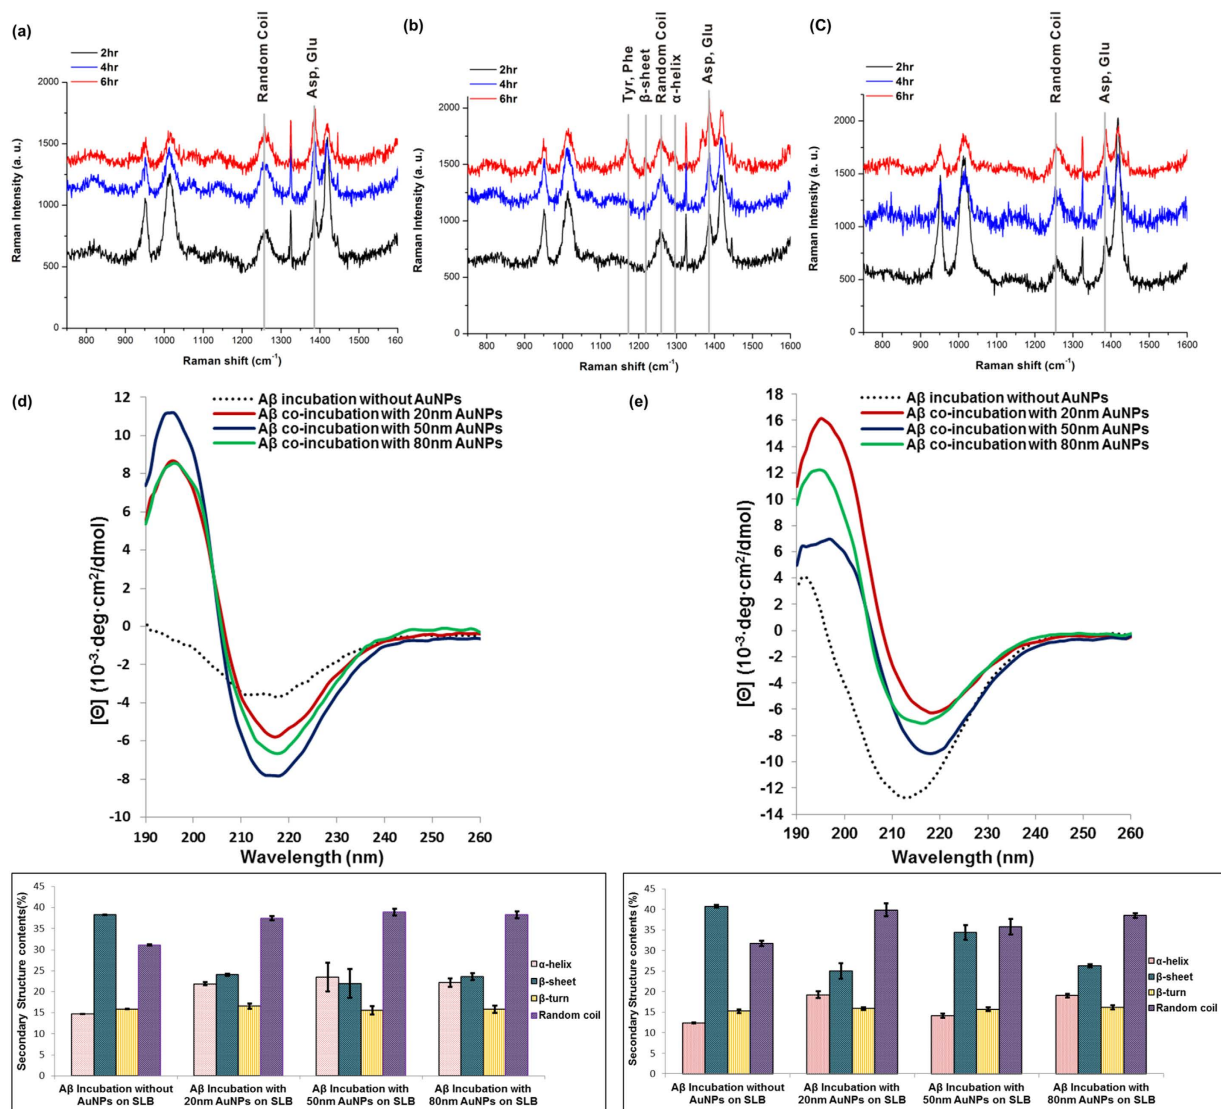 (a)
2hr
4hr
6hr
Random Coil
Asp, Glu
Raman Intensity (a. u.)
2000
1500
1000
500
0
800 900 1000 1100 1200 1300 1400 1500 1600
Raman shift (cm-1)
(b)
2hr
4hr
6hr
Tyr, Phe
β-sheet
Random Coil
α-helix
Asp, Glu
Raman Intensity (a. u.)
2000
1500
1000
500
0
800 900 1000 1100 1200 1300 1400 1500 1600
Raman shift (cm-1)
(C)
2hr
4hr
6hr
Random Coil
Asp, Glu
Raman Intensity (a. u.)
2000
1500
1000
500
0
800 900 1000 1100 1200 1300 1400 1500 1600
Raman shift (cm-1)
(d)
Aβ incubation without AuNPs
Aβ co-incubation with 20nm AuNPs
Aβ co-incubation with 50nm AuNPs
Aβ co-incubation with 80nm AuNPs
[Θ] (10-3·deg·cm2/dmol)
12
10
8
6
4
2
0
-2
-4
-6
-8
-10
190 200 210 220 230 240 250 260
Wavelength (nm)
(e)
Aβ incubation without AuNPs
Aβ co-incubation with 20nm AuNPs
Aβ co-incubation with 50nm AuNPs
Aβ co-incubation with 80nm AuNPs
[Θ] (10-3·deg·cm2/dmol)
18
16
14
12
10
8
6
4
2
0
-2
-4
-6
-8
-10
-12
-14
190 200 210 220 230 240 250 260
Wavelength (nm)
Secondary Structure contents(%)
45
40
35
30
25
20
15
10
5
0
α-helix
β-sheet
β-turn
Random coil
Aβ Incubation without Aβ Incubation with Aβ Incubation with Aβ Incubation with
AuNPs on SLB 20nm AuNPs on SLB 50nm AuNPs on SLB 80nm AuNPs on SLB
Secondary Structure contents (%)
45
40
35
30
25
20
15
10
5
0
α-helix
β-sheet
β-turn
Random coil
Aβ Incubation without Aβ Incubation with Aβ Incubation with Aβ Incubation with
AuNPs on SLB 20nm AuNPs on SLB 50nm AuNPs on SLB 80nm AuNPs on SLB